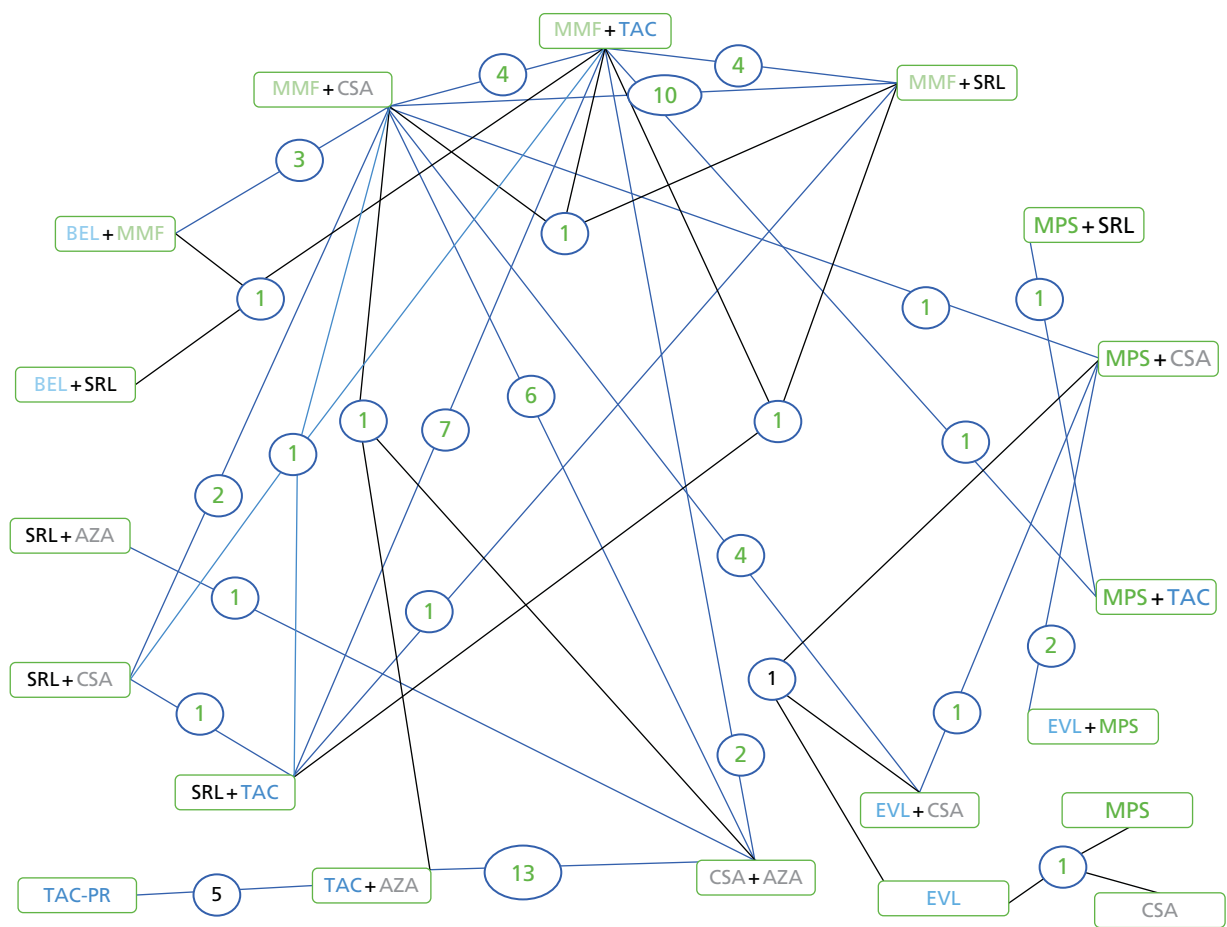 MMF+TAC
4
4
MMF+CSA
10
MMF+SRL
3
BEL+MMF
1
MPS+SRL
1
1
1
MPS+CSA
BEL+SRL
6
1
7
1
1
1
2
SRL+AZA
4
1
1
MPS+TAC
2
SRL+CSA
1
1
1
EVL+MPS
2
SRL+TAC
EVL+CSA
MPS
1
13
CSA+AZA
TAC+AZA
TAC-PR
5
EVL
CSA